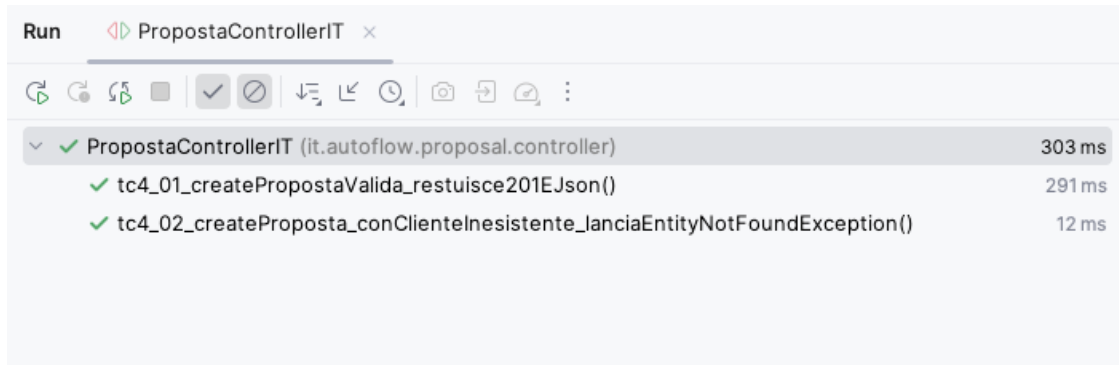 Run PropostaControllerIT
PropostaControllerIT (it.autoflow.proposal.controller) 303 ms
tc4_01_createPropostaValida_restuisce201EJson() 291 ms
tc4_02_createProposta_conClienteInesistente_lanciaEntityNotFoundException() 12 ms